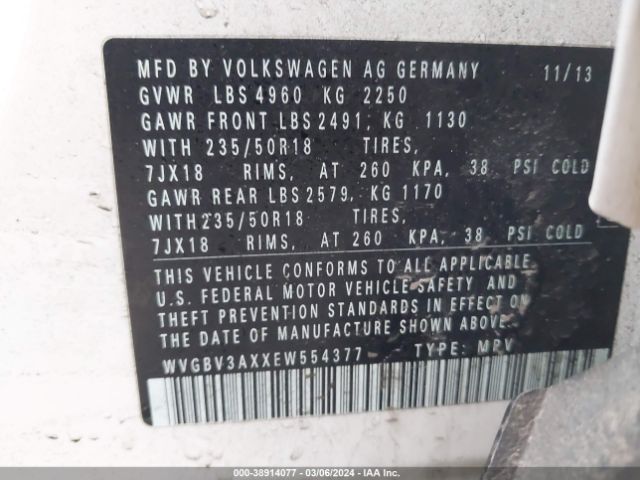 MFD BY VOLKSWAGEN AG GERMANY 11/13
GVWR LBS 4960 KG 2250
GAWR FRONT LBS 2491, KG 1130
WITH 235/50R18 TIRES,
7JX18 RIMS, AT 260 KPA, 38 PSI COLD
GAWR REAR LBS 2579, KG 1170
WITH 235/50R18 TIRES,
7JX18 RIMS, AT 260 KPA, 38 PSI COLD
THIS VEHICLE CONFORMS TO ALL APPLICABLE
U.S. FEDERAL MOTOR VEHICLE SAFETY AND
THEFT PREVENTION STANDARDS IN EFFECT ON
THE DATE OF MANUFACTURE SHOWN ABOVE.
WVGBV3AXXEW554377 TYPE: MPV
000-38914077 - 03/06/2024 - IAA Inc.